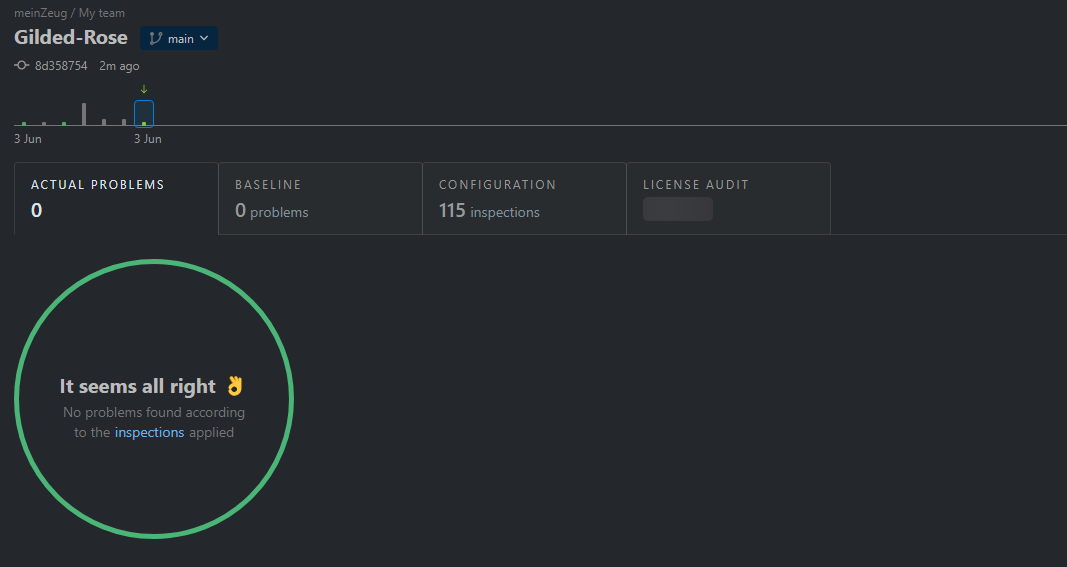 meinZeug / My team
Gilded-Rose main
8d358754 2m ago
3 Jun 3 Jun
ACTUAL PROBLEMS BASELINE CONFIGURATION LICENSE AUDIT
0 0 problems 115 inspections
It seems all right 👌
No problems found according
to the inspections applied